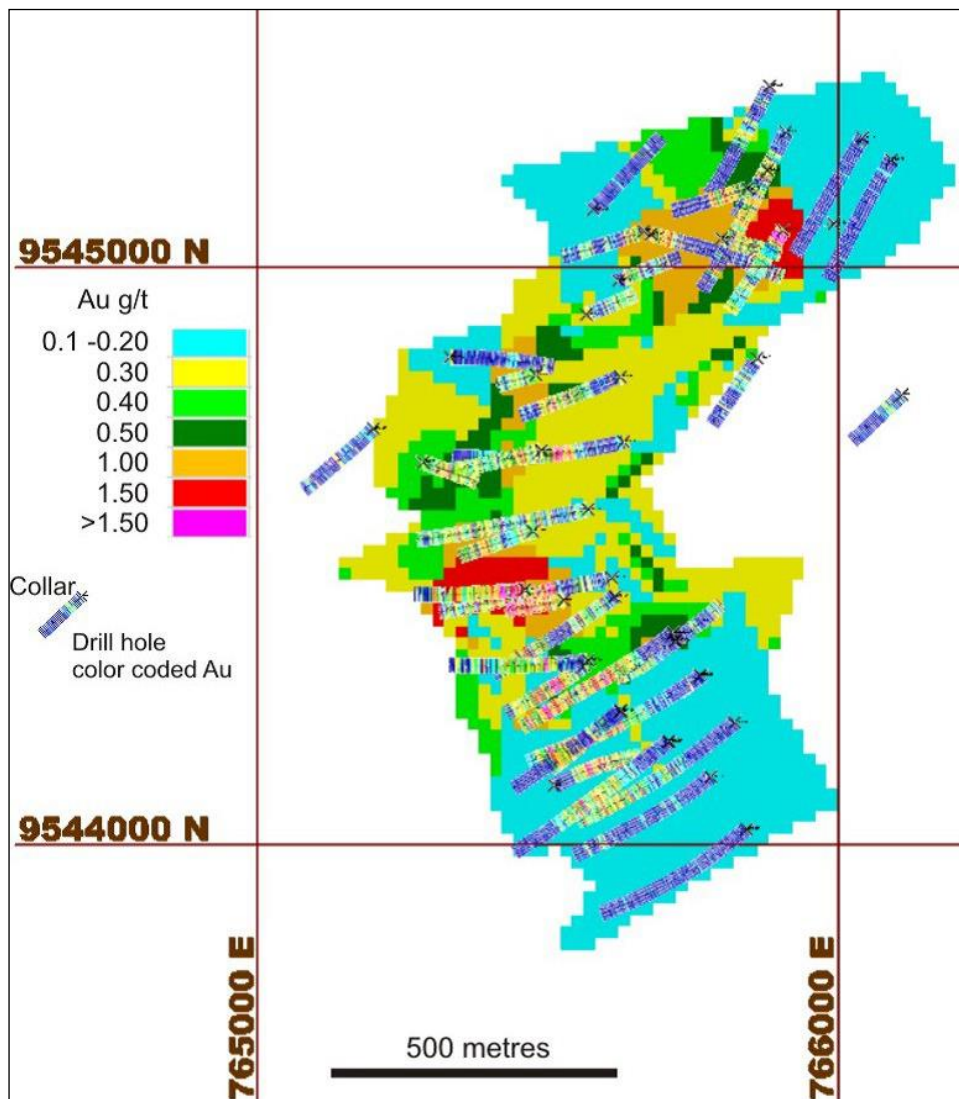 9545000 N
Au g/t
0.1 -0.20
0.30
0.40
0.50
1.00
1.50
>1.50
Collar
Drill hole
color coded Au
9544000 N
765000 E
766000 E
500 metres